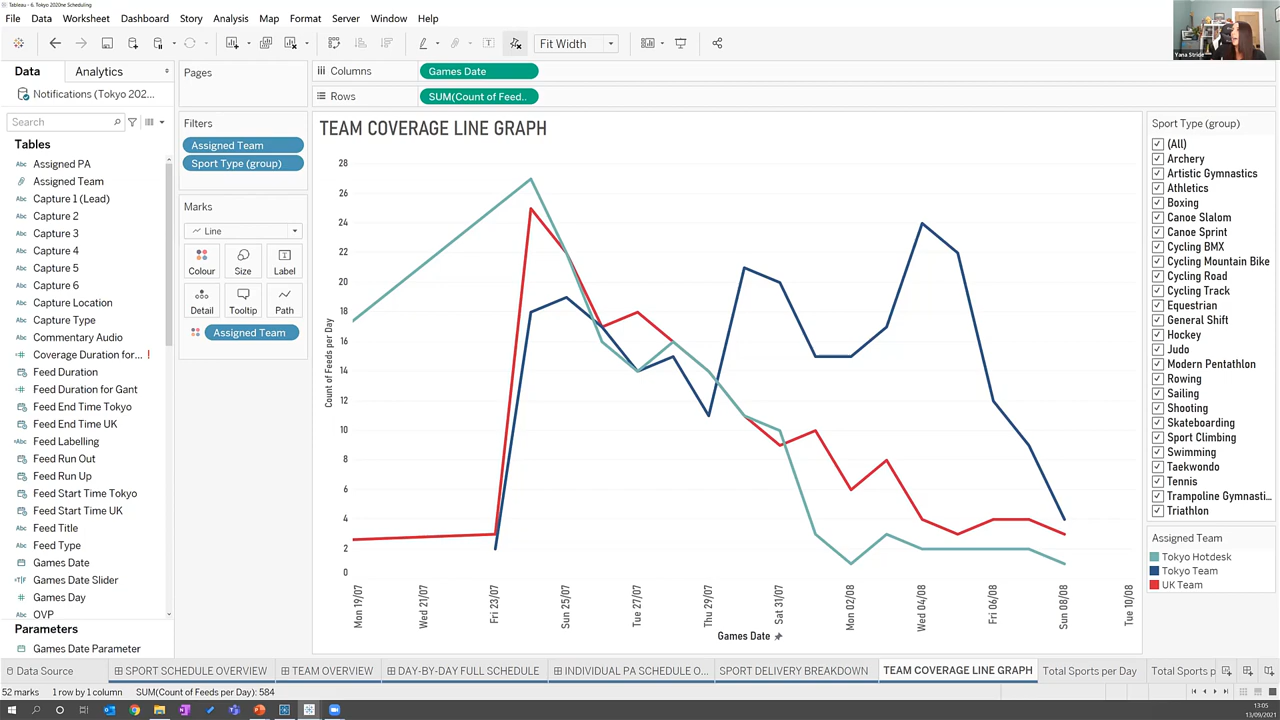 Tableau - 6. Tokyo 2020ne Scheduling
File Data Worksheet Dashboard Story Analysis Map Format Server Window Help
Fit Width
Yana Stride
Data Analytics
Pages
Columns Games Date
Notifications (Tokyo 202...
Rows SUM(Count of Feed..
Search
Filters
Assigned Team
Sport Type (group)
TEAM COVERAGE LINE GRAPH
Tables
Assigned PA
Assigned Team
Capture 1 (Lead)
Capture 2
Capture 3
Capture 4
Capture 5
Capture 6
Capture Location
Capture Type
Commentary Audio
Coverage Duration for... !
Feed Duration
Feed Duration for Gant
Feed End Time Tokyo
Feed End Time UK
Feed Labelling
Feed Run Out
Feed Run Up
Feed Start Time Tokyo
Feed Start Time UK
Feed Title
Feed Type
Games Date
Games Date Slider
Games Day
OVP
Parameters
Games Date Parameter
Marks
Line
Colour Size Label
Detail Tooltip Path
Assigned Team
Count of Feeds per Day
28
26
24
22
20
18
16
14
12
10
8
6
4
2
0
Mon 19/07
Wed 21/07
Fri 23/07
Sun 25/07
Tue 27/07
Thu 29/07
Sat 31/07
Mon 02/08
Wed 04/08
Fri 06/08
Sun 08/08
Tue 10/08
Games Date
Sport Type (group)
(All)
Archery
Artistic Gymnastics
Athletics
Boxing
Canoe Slalom
Canoe Sprint
Cycling BMX
Cycling Mountain Bike
Cycling Road
Cycling Track
Equestrian
General Shift
Hockey
Judo
Modern Pentathlon
Rowing
Sailing
Shooting
Skateboarding
Sport Climbing
Swimming
Taekwondo
Tennis
Trampoline Gymnasti...
Triathlon
Assigned Team
Tokyo Hotdesk
Tokyo Team
UK Team
Data Source SPORT SCHEDULE OVERVIEW TEAM OVERVIEW DAY-BY-DAY FULL SCHEDULE INDIVIDUAL PA SCHEDULE O... SPORT DELIVERY BREAKDOWN TEAM COVERAGE LINE GRAPH Total Sports per Day Total Sports p
52 marks 1 row by 1 column SUM(Count of Feeds per Day): 584
13:05
13/09/2021